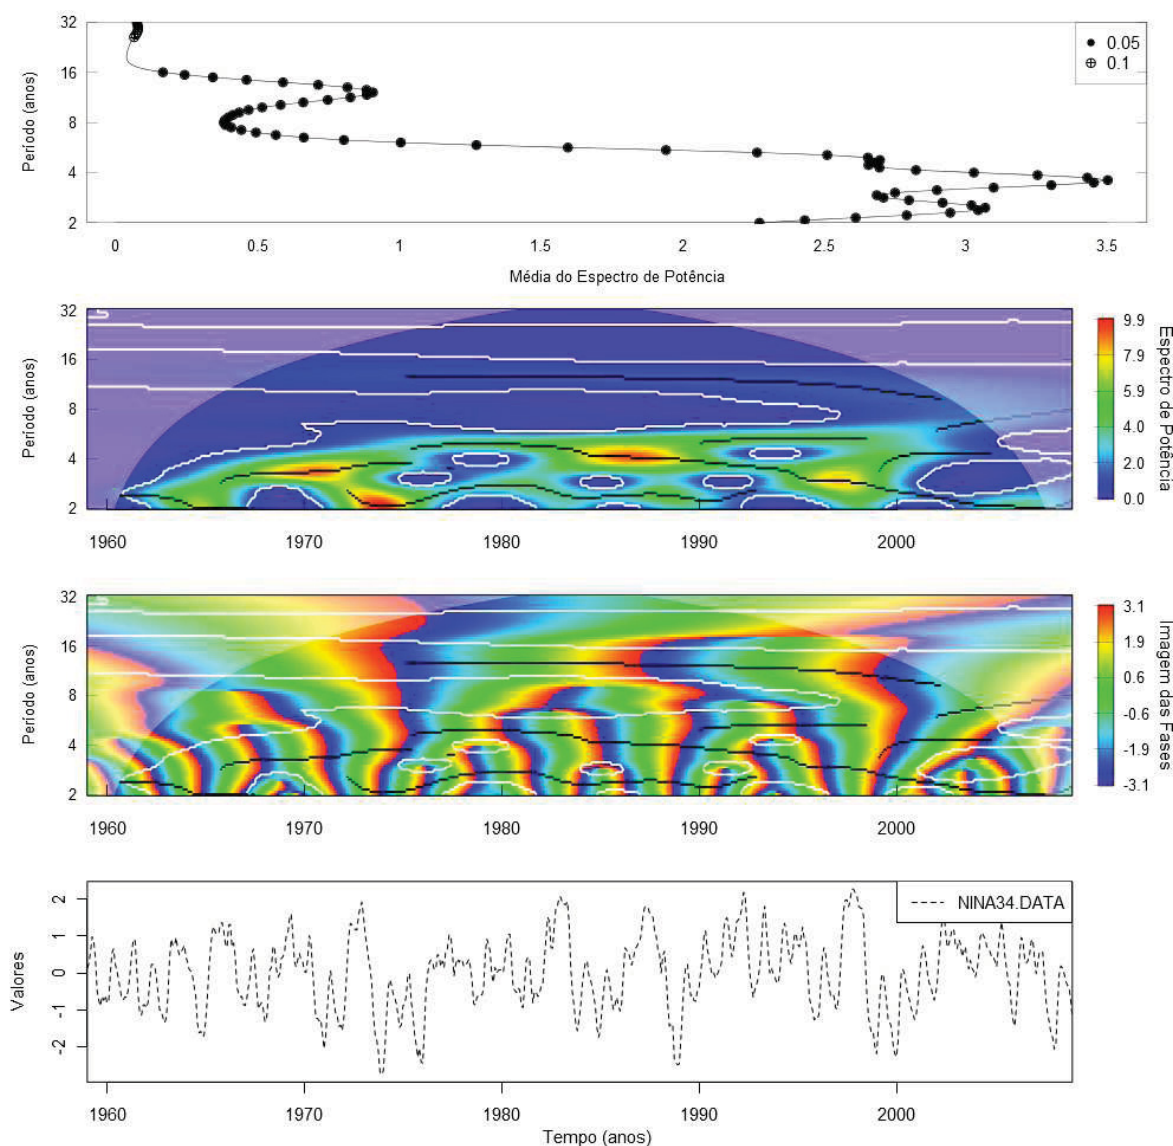 32
16
8
4
2
Período (anos)
0.05
0.1
0 0.5 1 1.5 2 2.5 3 3.5
Média do Espectro de Potência
32
16
8
4
2
Período (anos)
1960 1970 1980 1990 2000
9.9
7.9
5.9
4.0
2.0
0.0
Espectro de Potência
32
16
8
4
2
Período (anos)
1960 1970 1980 1990 2000
3.1
1.9
0.6
-0.6
-1.9
-3.1
Imagem das Fases
2
1
0
-1
-2
Valores
NINA34.DATA
1960 1970 1980 1990 2000
Tempo (anos)